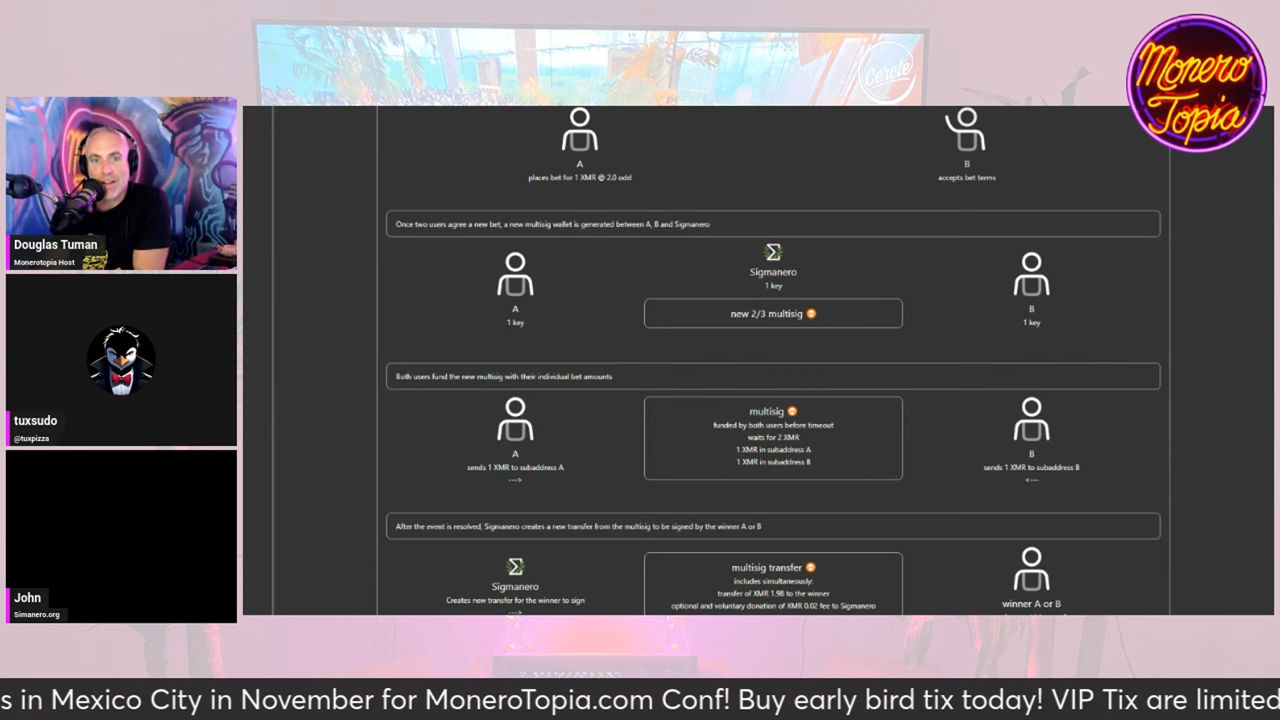 Cercle
Monero
Topia
Douglas Tuman
Monerotopia Host
tuxsudo
@tuxpizza
John
Simanero.org
A
places bet for 1 XMR @ 2.0 odd
B
accepts bet terms
Once two users agree a new bet, a new multisig wallet is generated between A, B and Sigmanero
A
1 key
Sigmanero
1 key
new 2/3 multisig
B
1 key
Both users fund the new multisig with their individual bet amounts
A
sends 1 XMR to subaddress A
--->
multisig
funded by both users before timeout
waits for 2 XMR
1 XMR in subaddress A
1 XMR in subaddress B
B
sends 1 XMR to subaddress B
<---
After the event is resolved, Sigmanero creates a new transfer from the multisig to be signed by the winner A or B
Sigmanero
Creates new transfer for the winner to sign
--->
multisig transfer
includes simultaneously:
transfer of XMR 1.98 to the winner
optional and voluntary donation of XMR 0.02 fee to Sigmanero
winner A or B
s in Mexico City in November for MoneroTopia.com Conf! Buy early bird tix today! VIP Tix are limited